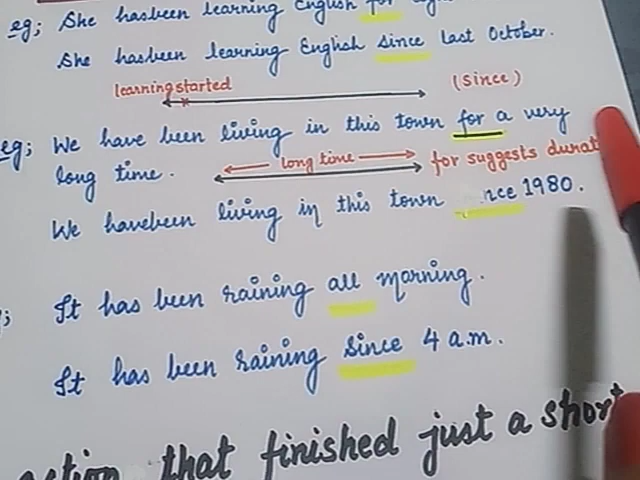 eg; She hasbeen learning English for
She hasbeen learning English since last October.
learning started (since)
eg; We have been living in this town for a very
long time. long time for suggests durat
We havebeen living in this town nce 1980.
It has been raining all morning.
It has been raining since 4 a.m.
action that finished just a short